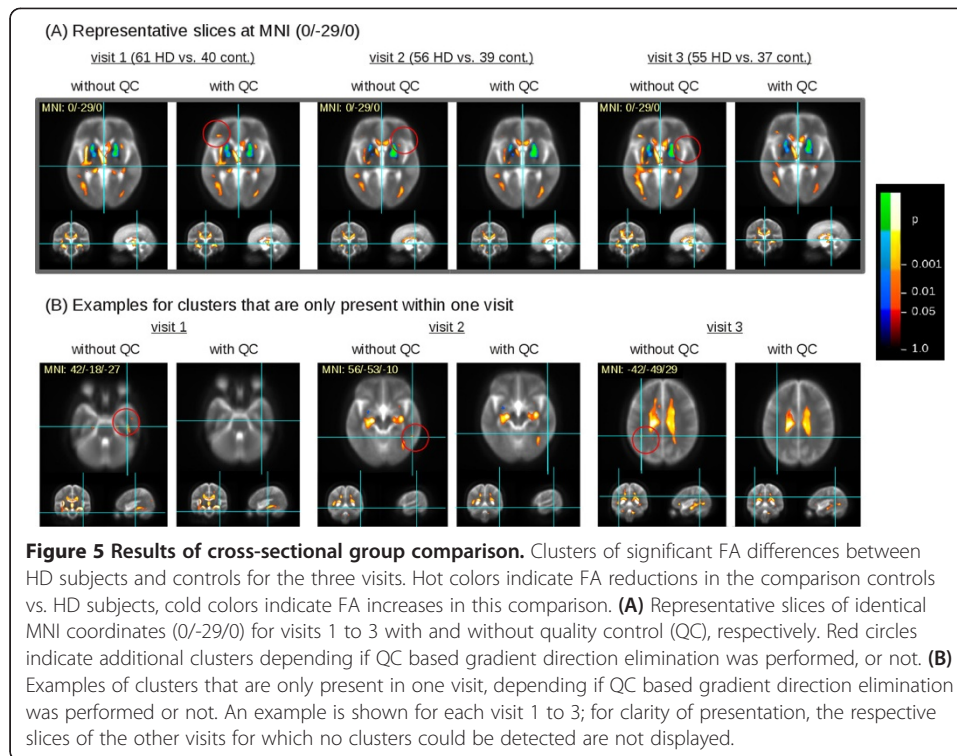 (A) Representative slices at MNI (0/-29/0)
visit 1 (61 HD vs. 40 cont.) visit 2 (56 HD vs. 39 cont.) visit 3 (55 HD vs. 37 cont.)
without QC with QC without QC with QC without QC with QC
MNI: 0/-29/0 MNI: 0/-29/0 MNI: 0/-29/0
p
0.001
0.01
0.05
1.0
(B) Examples for clusters that are only present within one visit
visit 1 visit 2 visit 3
without QC with QC without QC with QC without QC with QC
MNI: 42/-18/-27 MNI: 56/-53/-10 MNI: -42/-49/29
Figure 5 Results of cross-sectional group comparison. Clusters of significant FA differences between
HD subjects and controls for the three visits. Hot colors indicate FA reductions in the comparison controls
vs. HD subjects, cold colors indicate FA increases in this comparison. (A) Representative slices of identical
MNI coordinates (0/-29/0) for visits 1 to 3 with and without quality control (QC), respectively. Red circles
indicate additional clusters depending if QC based gradient direction elimination was performed, or not. (B)
Examples of clusters that are only present in one visit, depending if QC based gradient direction elimination
was performed or not. An example is shown for each visit 1 to 3; for clarity of presentation, the respective
slices of the other visits for which no clusters could be detected are not displayed.